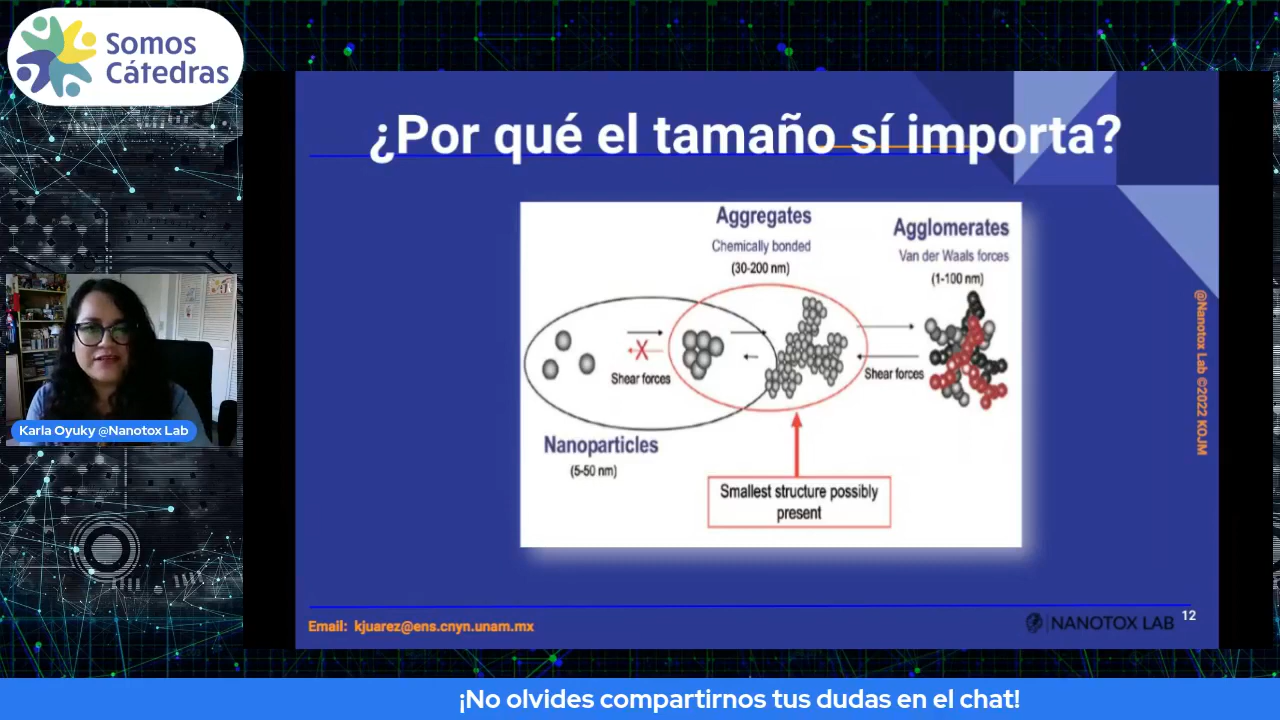 Somos
Cátedras
¿Por qué el tamaño sí importa?
Aggregates
Chemically bonded
(30-200 nm)
Agglomerates
Van der Waals forces
(1-100 nm)
X
Shear forces
Shear forces
Nanoparticles
(5-50 nm)
Smallest structure possibly
present
@Nanotox Lab ©2022 KOJM
Karla Oyuky @Nanotox Lab
Email: kjuarez@ens.cnyn.unam.mx
NANOTOX LAB
12
¡No olvides compartirnos tus dudas en el chat!